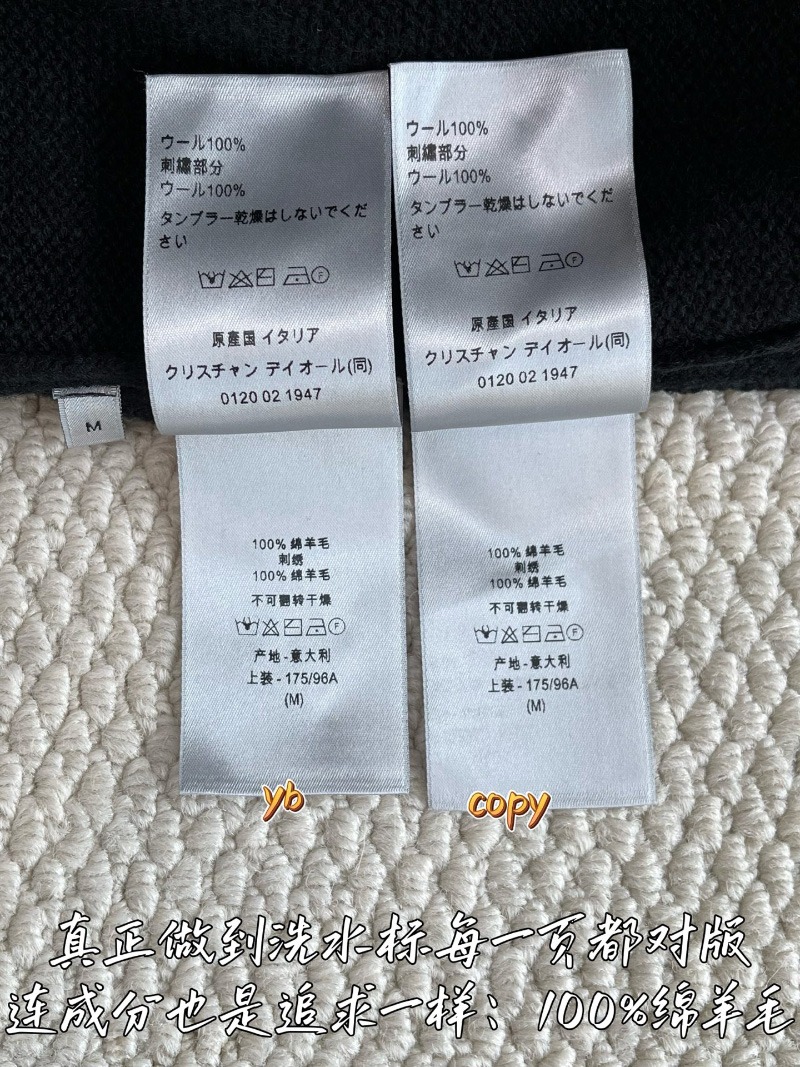 ウール100%
刺繍部分
ウール100%
タンブラー乾燥はしないでくだ
さい
原産国 イタリア
クリスチャン デイオール(同)
0120 02 1947
ウール100%
刺繍部分
ウール100%
タンブラー乾燥はしないでくだ
さい
原産国 イタリア
クリスチャン デイオール(同)
0120 02 1947
M
100% 绵羊毛
刺绣
100% 绵羊毛
不可翻转干燥
产地-意大利
上装-175/96A
(M)
100% 绵羊毛
刺绣
100% 绵羊毛
不可翻转干燥
产地-意大利
上装-175/96A
(M)
yb
copy
真正做到洗水标每一页都对版
连成分也是追求一样：100%绵羊毛